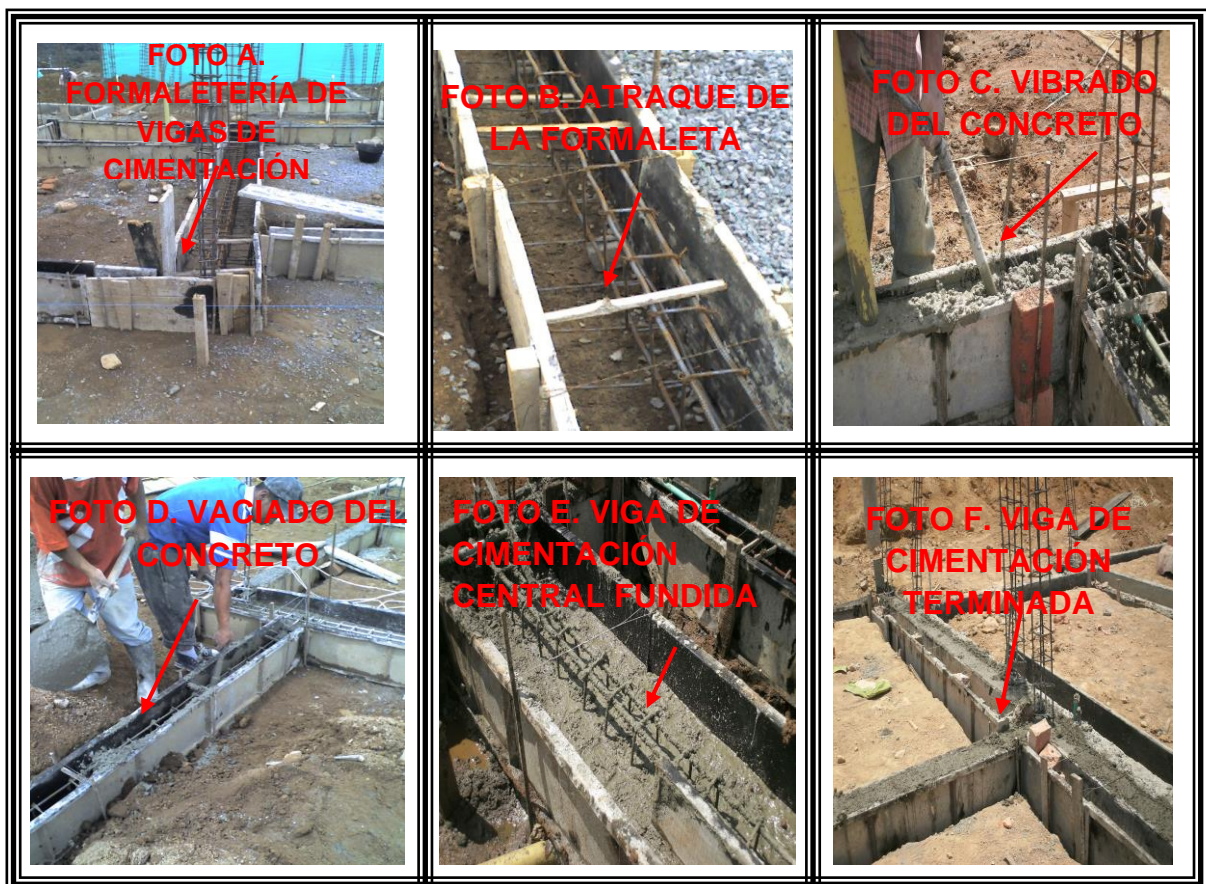 FOTO A.
FORMALETERÍA DE
VIGAS DE
CIMENTACIÓN
FOTO B. ATRAQUE DE
LA FORMALETA
FOTO C. VIBRADO
DEL CONCRETO
FOTO D. VACIADO DEL
CONCRETO
FOTO E. VIGA DE
CIMENTACIÓN
CENTRAL FUNDIDA
FOTO F. VIGA DE
CIMENTACIÓN
TERMINADA